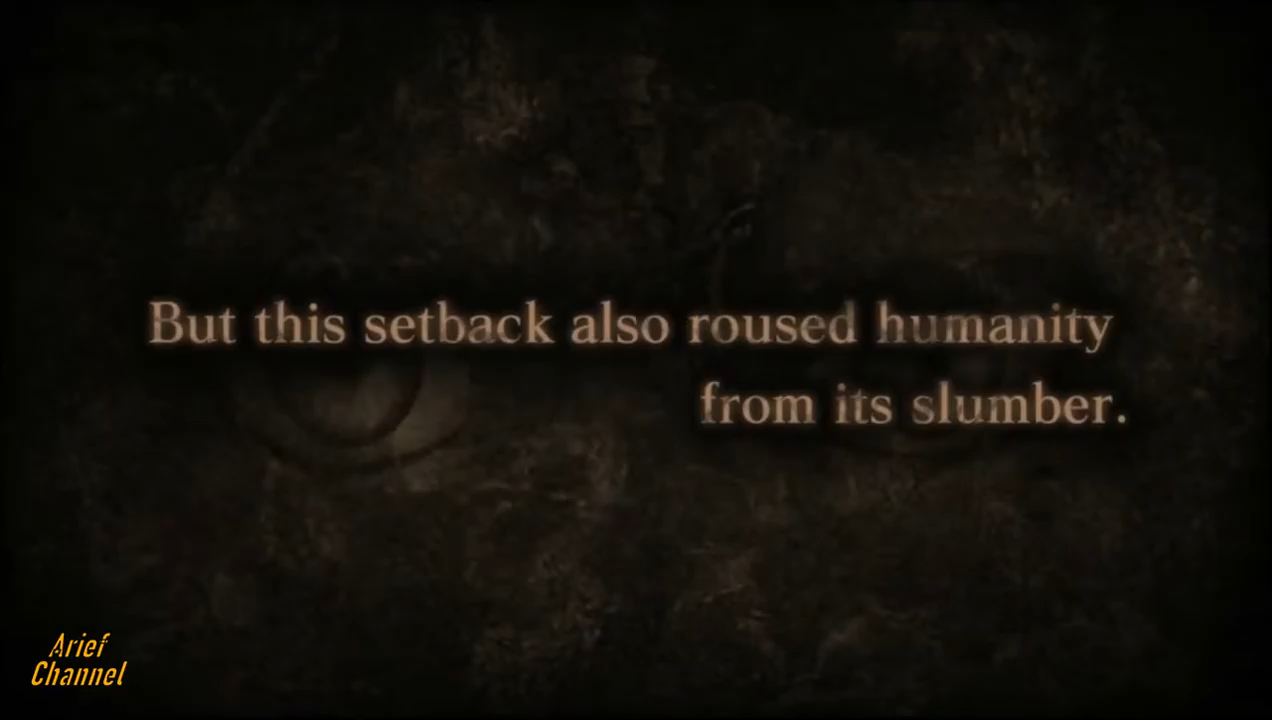 But this setback also roused humanity
from its slumber.
Arief
Channel